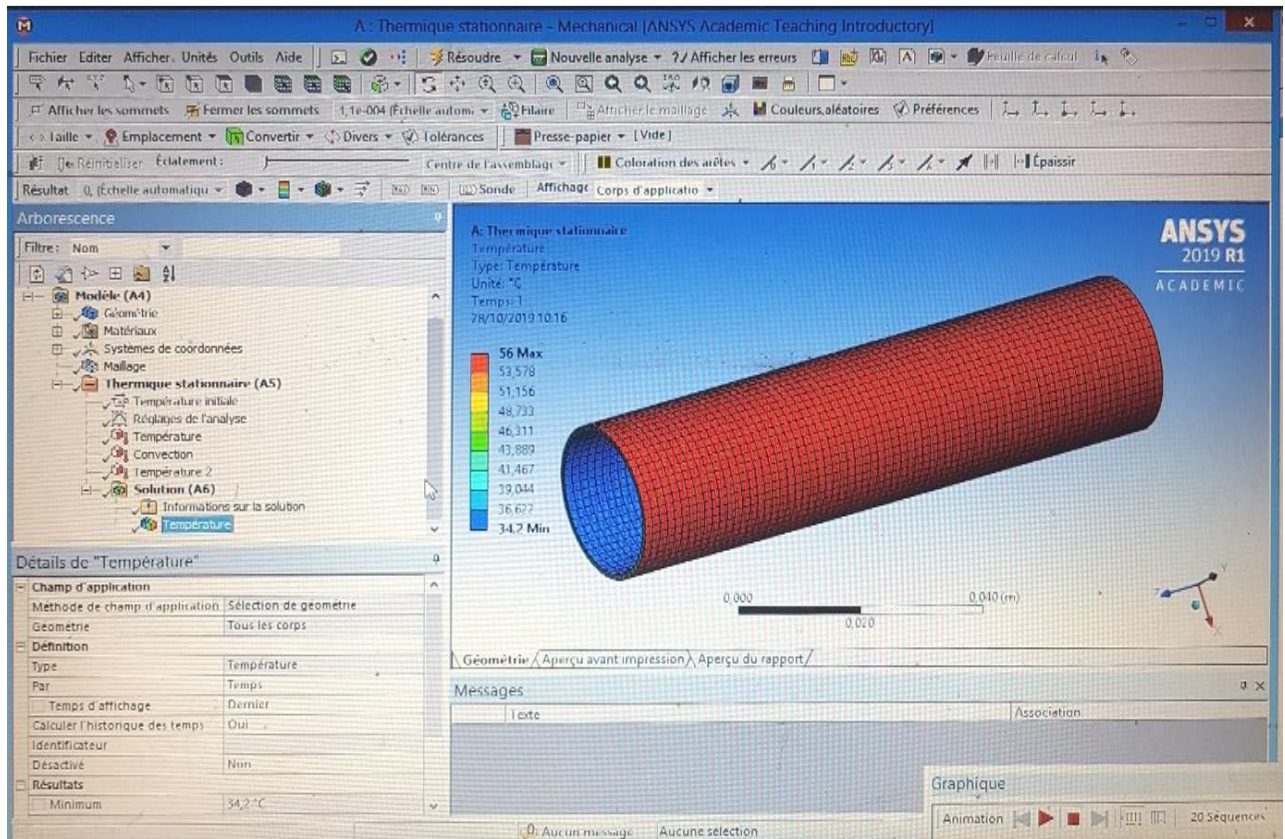 A : Thermique stationnaire - Mechanical [ANSYS Academic Teaching Introductory]
Fichier Editer Afficher Unités Outils Aide Résoudre Nouvelle analyse ?/ Afficher les erreurs Feuille de calcul
Afficher les sommets Fermer les sommets 1,1e-004 (Échelle autom. Filaire Afficher le maillage Couleurs aléatoires Préférences
Taille Emplacement Convertir Divers Tolérances Presse-papier [Vide]
Réinitialiser Éclatement : Centre de l'assemblage Coloration des arêtes Épaissir
Résultat 0, (Échelle automatiqu Sonde Affichage Corps d'applicatio
Arborescence
Filtre : Nom
Modèle (A4)
Géométrie
Matériaux
Systèmes de coordonnées
Maillage
Thermique stationnaire (A5)
Température initiale
Réglages de l'analyse
Température
Convection
Température 2
Solution (A6)
Informations sur la solution
Température
Détails de "Température"
Champ d'application
Méthode de champ d'application Sélection de géométrie
Géométrie Tous les corps
Définition
Type Température
Par Temps
Temps d'affichage Dernier
Calculer l'historique des temps Oui
Identificateur
Désactivé Non
Résultats
Minimum 34,2 °C
A: Thermique stationnaire
Température
Type: Température
Unité: °C
Temps: 1
28/10/2019 10:16
56 Max
53,578
51,156
48,733
46,311
43,889
41,467
39,044
36,622
34,2 Min
ANSYS
2019 R1
ACADEMIC
0,000 0,040 (m)
0,020
Y
Z
X
Géométrie Aperçu avant impression Aperçu du rapport
Messages
Texte Association
Graphique
Animation 20 Séquences
0: Aucun message Aucune sélection